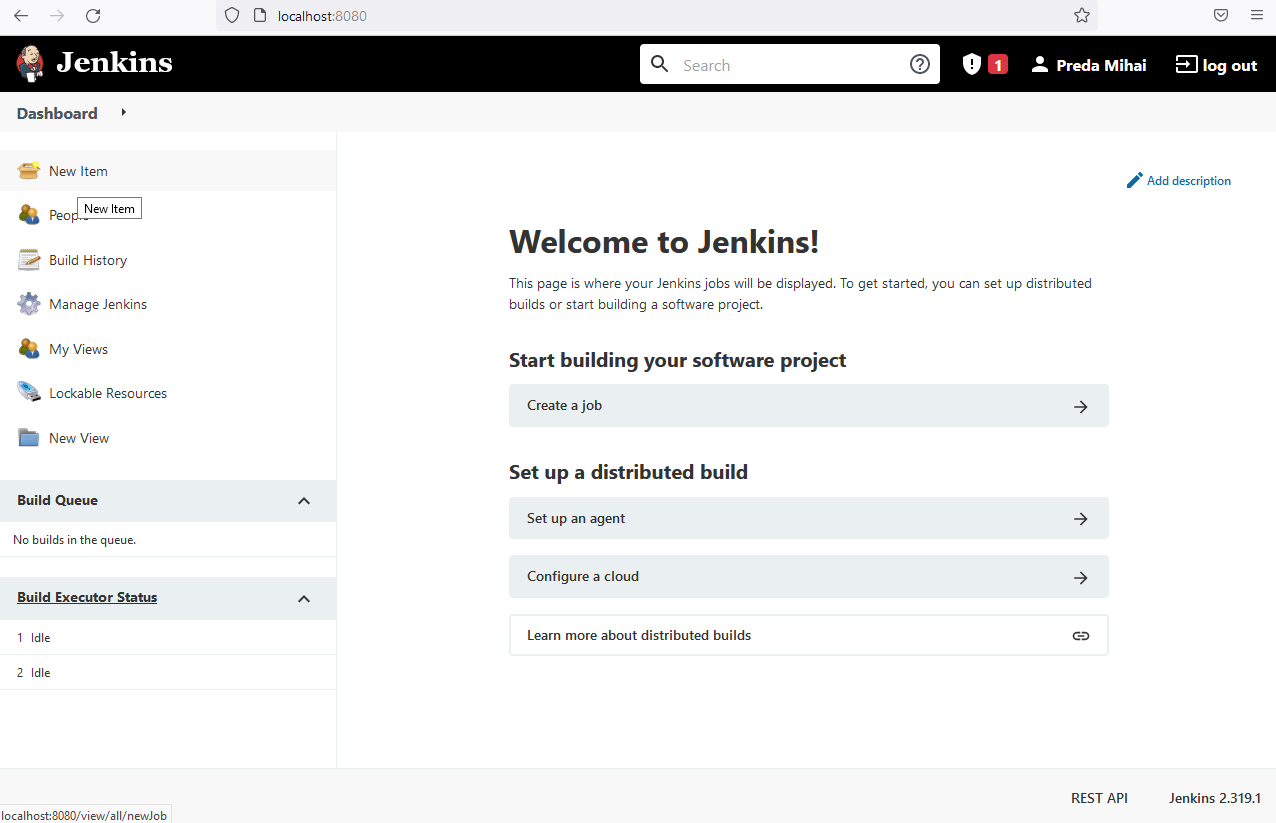 localhost:8080
Jenkins
Search
1
Preda Mihai
log out
Dashboard
New Item
People
New Item
Build History
Manage Jenkins
My Views
Lockable Resources
New View
Build Queue
No builds in the queue.
Build Executor Status
1 Idle
2 Idle
Add description
Welcome to Jenkins!
This page is where your Jenkins jobs will be displayed. To get started, you can set up distributed
builds or start building a software project.
Start building your software project
Create a job
Set up a distributed build
Set up an agent
Configure a cloud
Learn more about distributed builds
REST API
Jenkins 2.319.1
localhost:8080/view/all/newJob